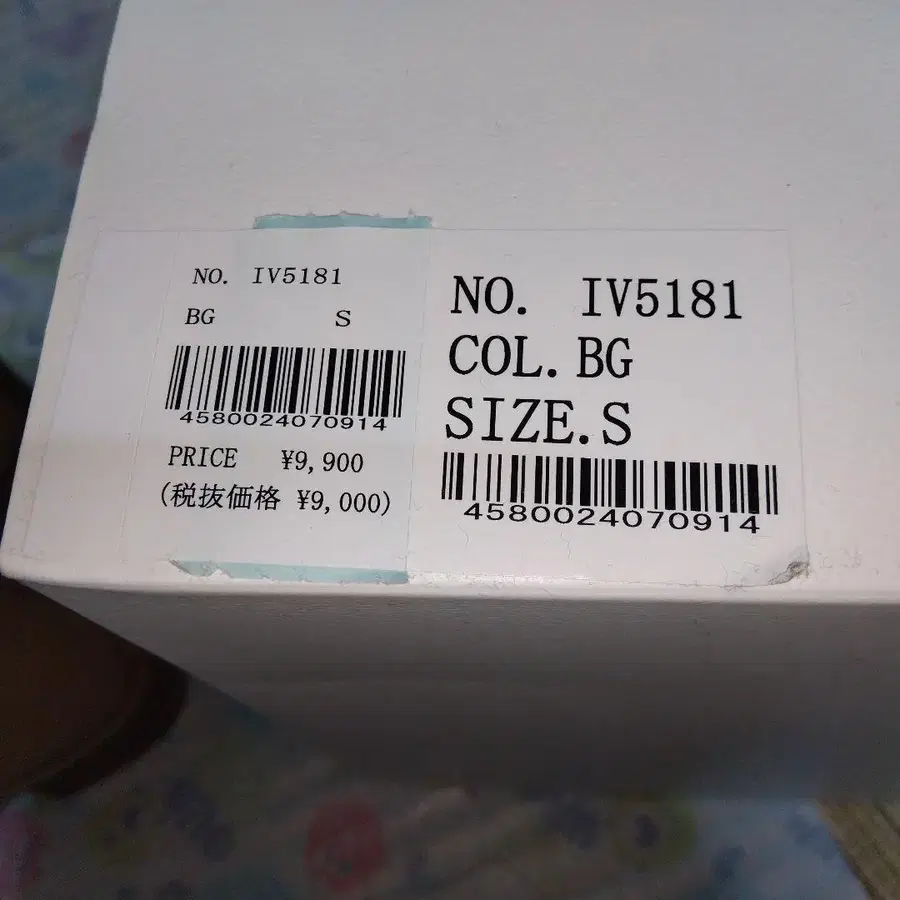 NO. IV5181
BG S
4580024070914
PRICE ¥9,900
(税抜価格 ¥9,000)
NO. IV5181
COL. BG
SIZE. S
4580024070914